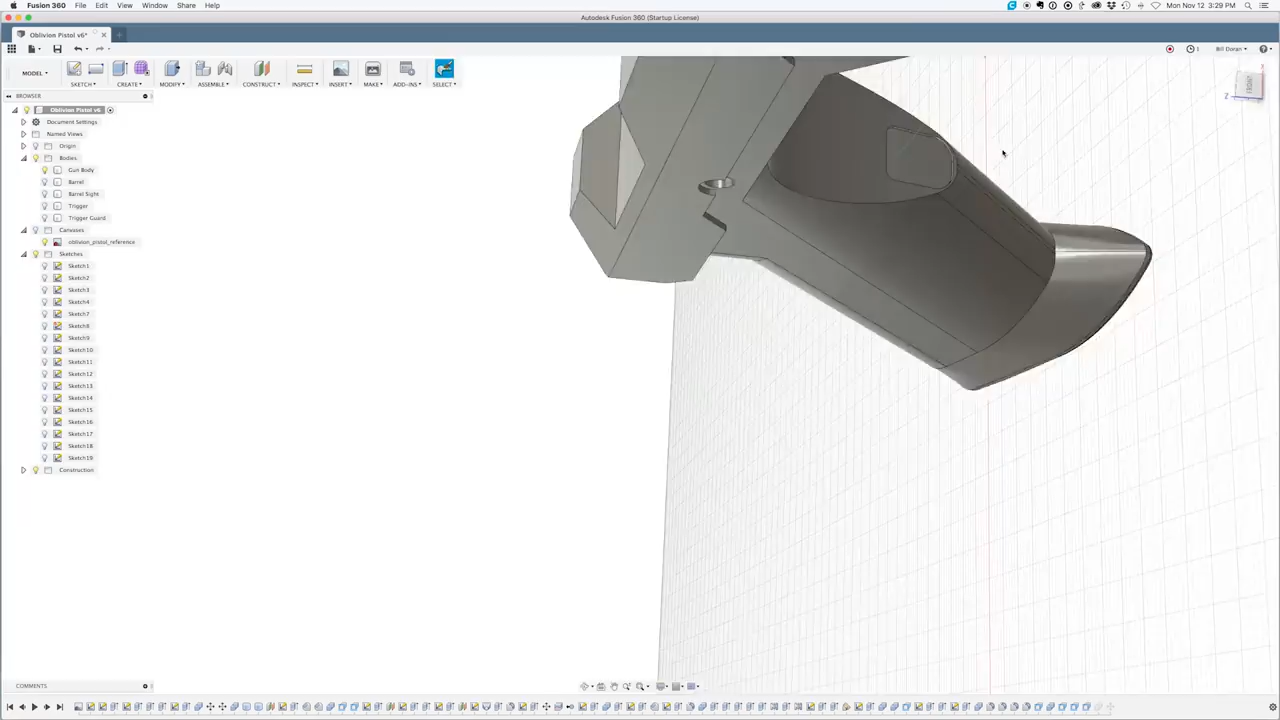 Fusion 360 File Edit View Window Share Help
Mon Nov 12 3:29 PM
Autodesk Fusion 360 (Startup License)
Oblivion Pistol v6*
1 Bill Doran
MODEL SKETCH CREATE MODIFY ASSEMBLE CONSTRUCT INSPECT INSERT MAKE ADD-INS SELECT
BROWSER
Oblivion Pistol v6
Document Settings
Named Views
Origin
Bodies
Gun Body
Barrel
Barrel Sight
Trigger
Trigger Guard
Canvases
oblivion_pistol_reference
Sketches
Sketch1
Sketch2
Sketch3
Sketch4
Sketch7
Sketch8
Sketch9
Sketch10
Sketch11
Sketch12
Sketch13
Sketch14
Sketch15
Sketch16
Sketch17
Sketch18
Sketch19
Construction
FRONT
X
Z
COMMENTS